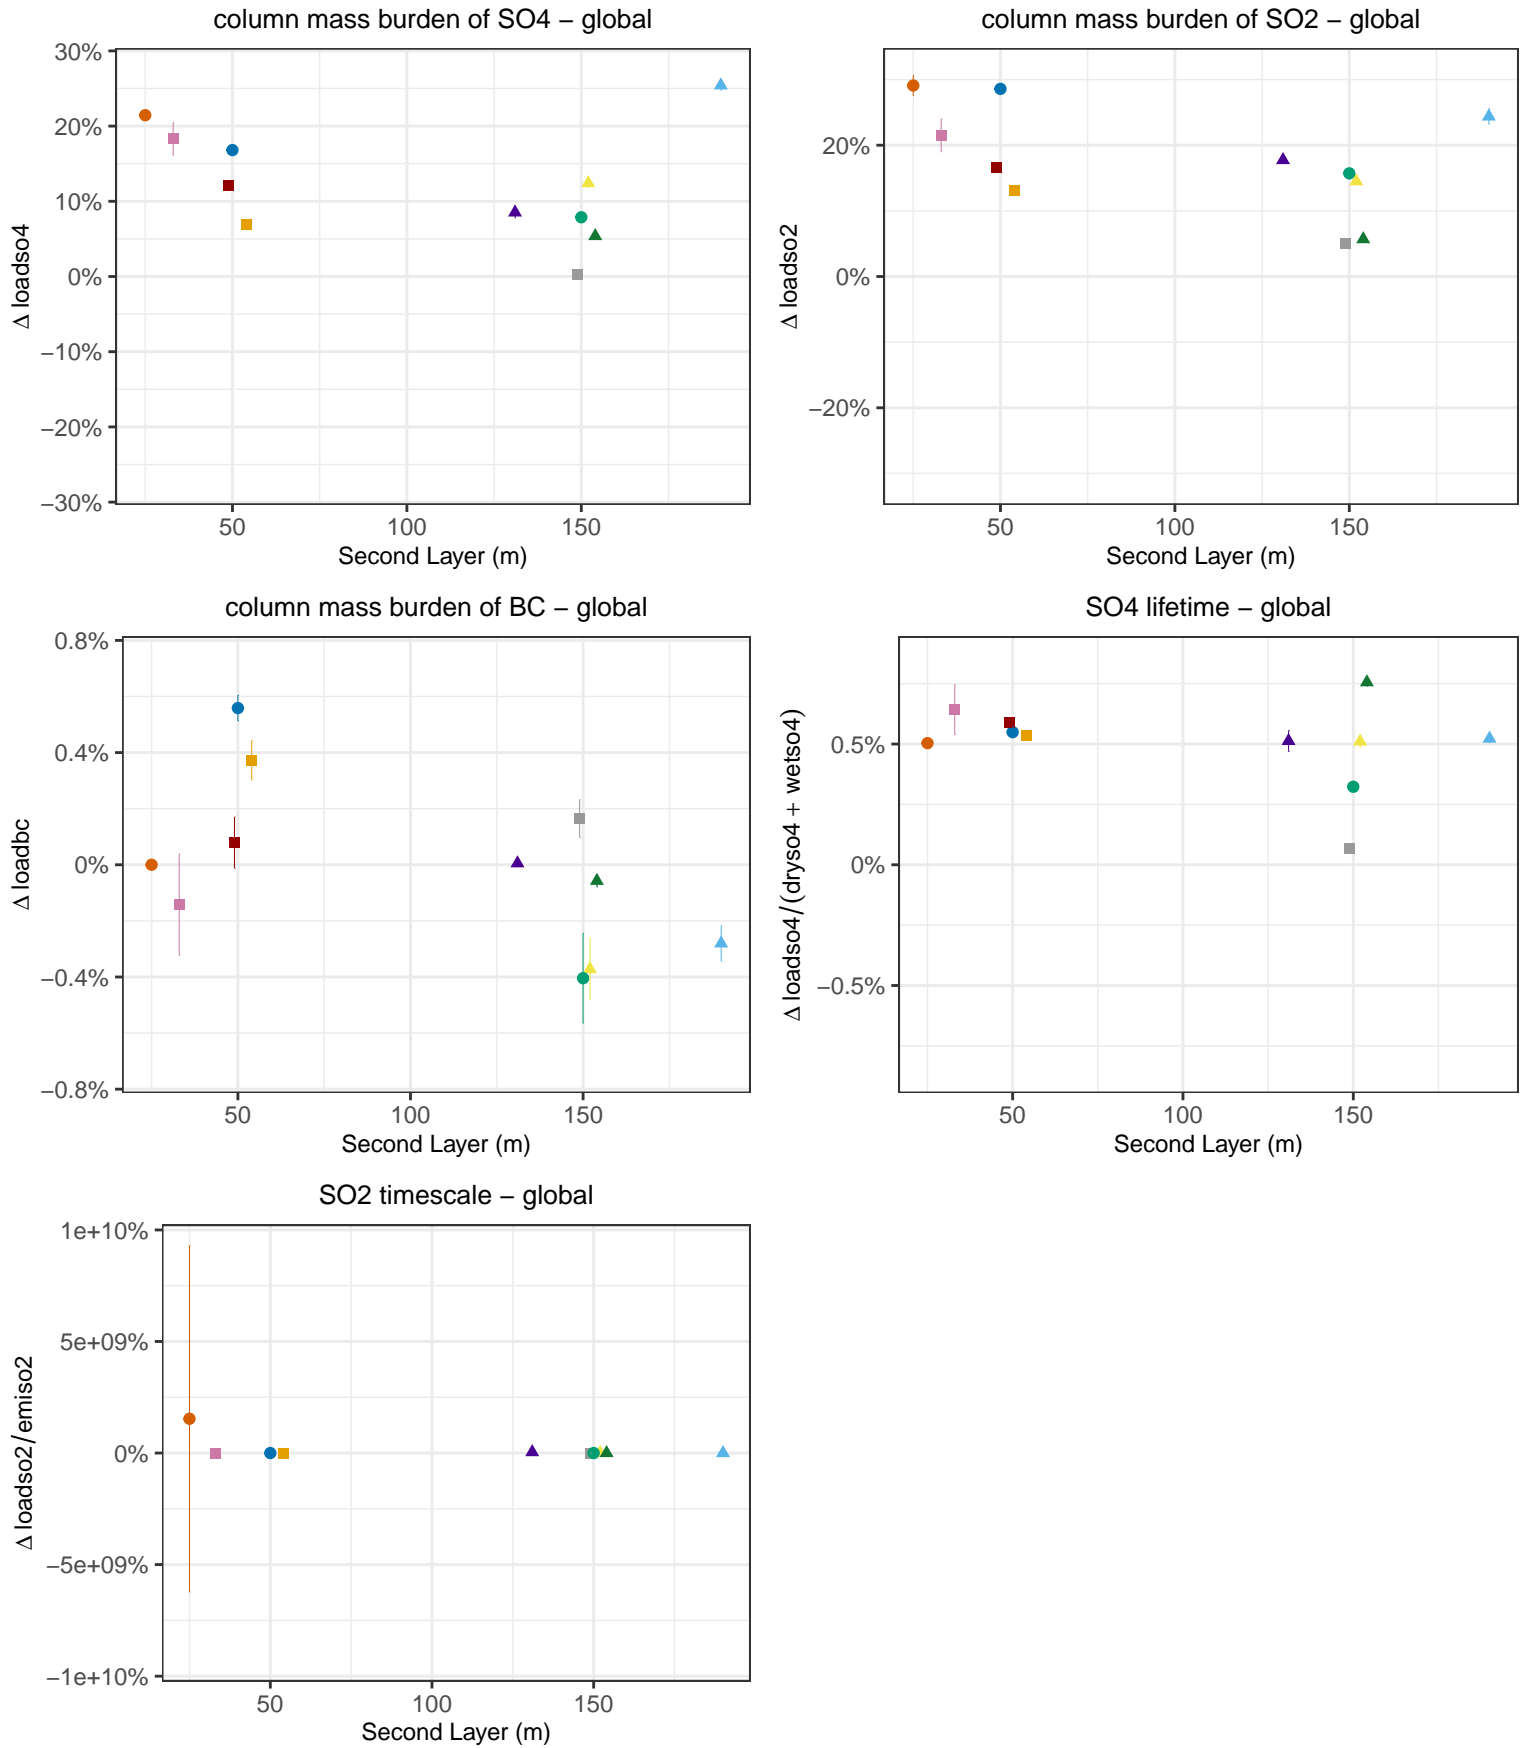 column mass burden of SO4 − global
30%
20%
10%
0%
−10%
−20%
−30%
Δ loadso4
50 100 150
Second Layer (m)
column mass burden of SO2 − global
20%
0%
−20%
Δ loadso2
50 100 150
Second Layer (m)
column mass burden of BC − global
0.8%
0.4%
0%
−0.4%
−0.8%
Δ loadbc
50 100 150
Second Layer (m)
SO4 lifetime − global
0.5%
0%
−0.5%
Δ loadso4/(dryso4 + wetso4)
50 100 150
Second Layer (m)
SO2 timescale − global
1e+10%
5e+09%
0%
−5e+09%
−1e+10%
Δ loadso2/emiso2
50 100 150
Second Layer (m)